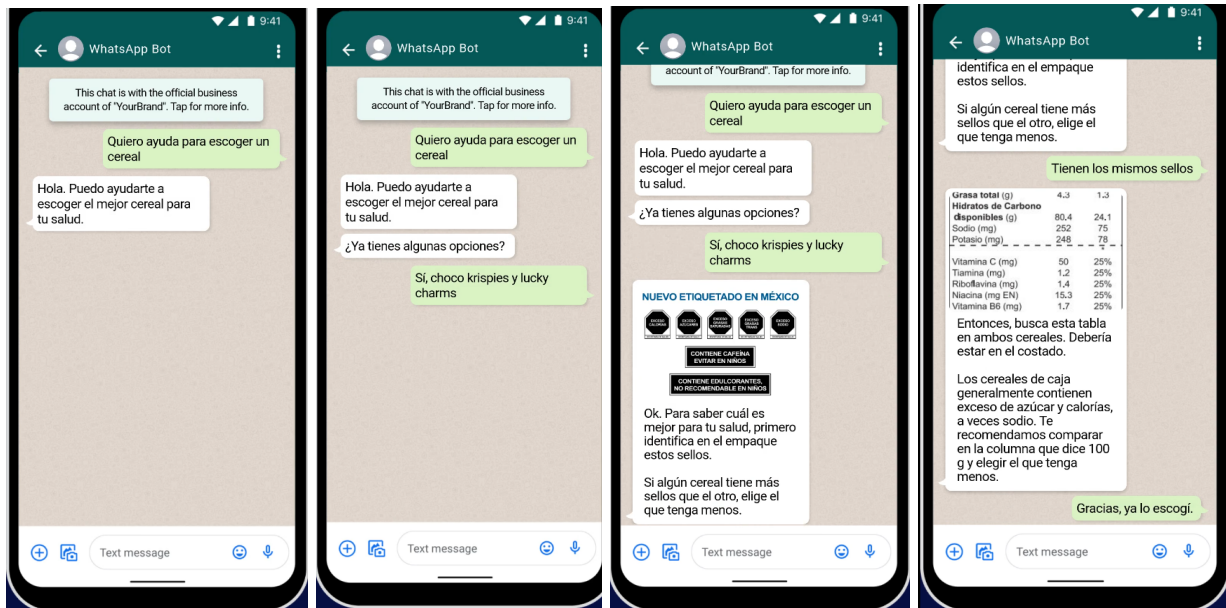 9:41
WhatsApp Bot
This chat is with the official business
account of "YourBrand". Tap for more info.
Quiero ayuda para escoger un
cereal
Hola. Puedo ayudarte a
escoger el mejor cereal para
tu salud.
Text message
9:41
WhatsApp Bot
This chat is with the official business
account of "YourBrand". Tap for more info.
Quiero ayuda para escoger un
cereal
Hola. Puedo ayudarte a
escoger el mejor cereal para
tu salud.
¿Ya tienes algunas opciones?
Sí, choco krispies y lucky
charms
Text message
9:41
WhatsApp Bot
account of "YourBrand". Tap for more info.
Quiero ayuda para escoger un
cereal
Hola. Puedo ayudarte a
escoger el mejor cereal para
tu salud.
¿Ya tienes algunas opciones?
Sí, choco krispies y lucky
charms
NUEVO ETIQUETADO EN MÉXICO
EXCESO
CALORÍAS
EXCESO
AZÚCARES
EXCESO
GRASAS
SATURADAS
EXCESO
GRASAS
TRANS
EXCESO
SODIO
CONTIENE CAFEÍNA
EVITAR EN NIÑOS
CONTIENE EDULCORANTES,
NO RECOMENDABLE EN NIÑOS
Ok. Para saber cuál es
mejor para tu salud, primero
identifica en el empaque
estos sellos.
Si algún cereal tiene más
sellos que el otro, elige el
que tenga menos.
Text message
9:41
WhatsApp Bot
identifica en el empaque
estos sellos.
Si algún cereal tiene más
sellos que el otro, elige el
que tenga menos.
Tienen los mismos sellos
Grasa total (g) 4.3 1.3
Hidratos de Carbono
disponibles (g) 80.4 24.1
Sodio (mg) 252 75
Potasio (mg) 248 78
*
Vitamina C (mg) 50 25%
Tiamina (mg) 1.2 25%
Riboflavina (mg) 1.4 25%
Niacina (mg EN) 15.3 25%
Vitamina B6 (mg) 1.7 25%
Entonces, busca esta tabla
en ambos cereales. Debería
estar en el costado.
Los cereales de caja
generalmente contienen
exceso de azúcar y calorías,
a veces sodio. Te
recomendamos comparar
en la columna que dice 100
g y elegir el que tenga
menos.
Gracias, ya lo escogí.
Text message